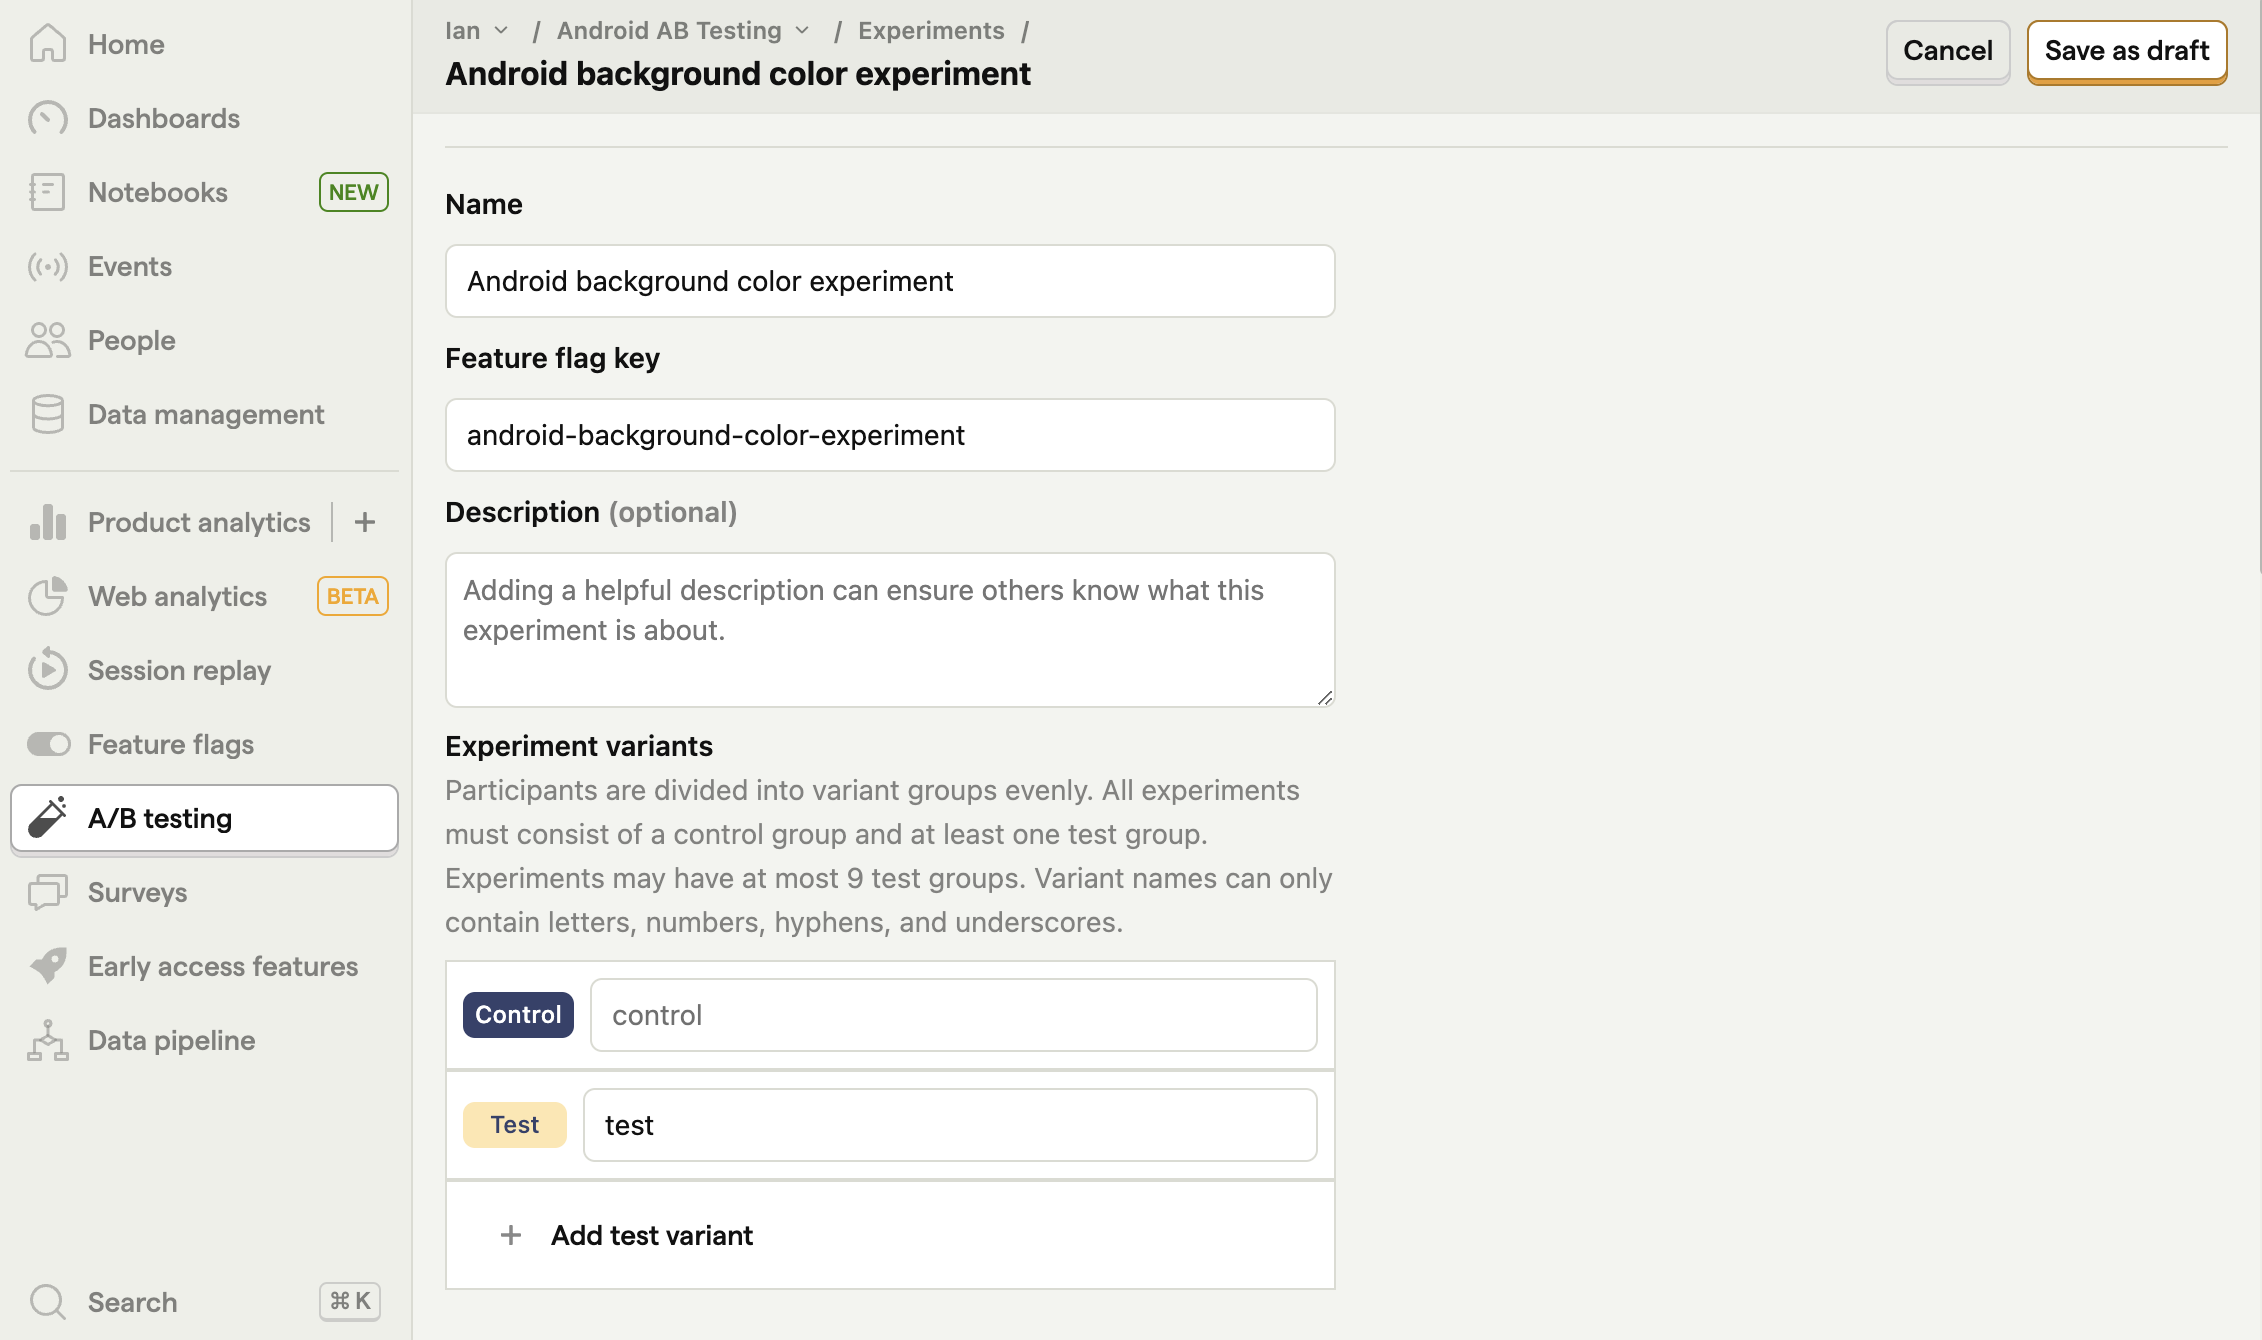 Home
Dashboards
Notebooks NEW
Events
People
Data management
Product analytics +
Web analytics BETA
Session replay
Feature flags
A/B testing
Surveys
Early access features
Data pipeline
Search ⌘ K
Ian / Android AB Testing / Experiments /
Android background color experiment
Cancel
Save as draft
Name
Android background color experiment
Feature flag key
android-background-color-experiment
Description (optional)
Adding a helpful description can ensure others know what this
experiment is about.
Experiment variants
Participants are divided into variant groups evenly. All experiments
must consist of a control group and at least one test group.
Experiments may have at most 9 test groups. Variant names can only
contain letters, numbers, hyphens, and underscores.
Control control
Test test
+ Add test variant